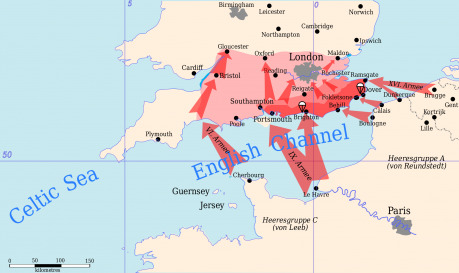 5
0
Birmingham
Leicester
Norwich
Northampton
Cambridge
Ipswich
Gloucester
Oxford
Maldon
London
Cardiff
Bristol
Reading
Rochester
Ramsgate
Reigate
Dover
XVI. Armee
Southampton
Folkestone
Dunkerque
Brugge
Portsmouth
Brighton
Bexhill
Calais
Gent
Poole
Boulogne
Kortrijk
Lille
Plymouth
VI. Armee
English Channel
IX. Armee
50
Heeresgruppe A
(von Reundstedt)
Celtic Sea
Cherbourg
Guernsey
Le Havre
Jersey
Heeresgruppe C
(von Leeb)
Paris
0 50 100 150
kilometres